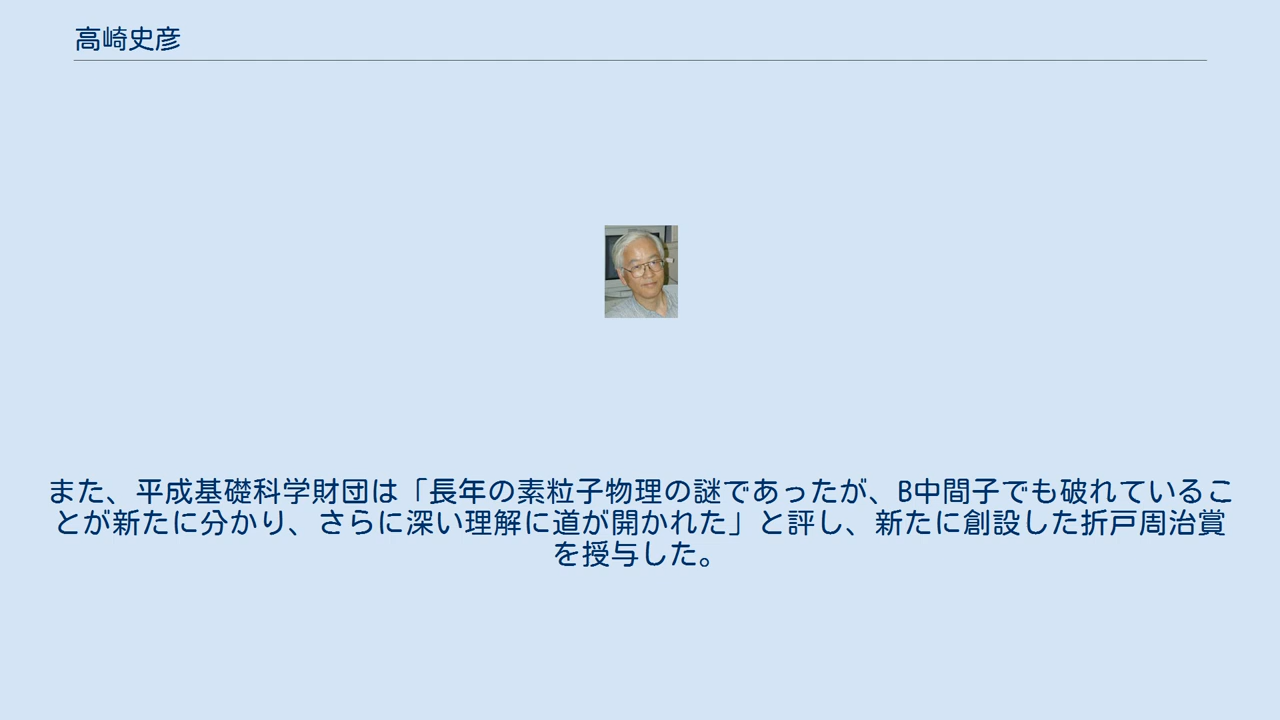 高崎史彦
また、平成基礎科学財団は「長年の素粒子物理の謎であったが、B中間子でも破れているこ
とが新たに分かり、さらに深い理解に道が開かれた」と評し、新たに創設した折戸周治賞
を授与した。